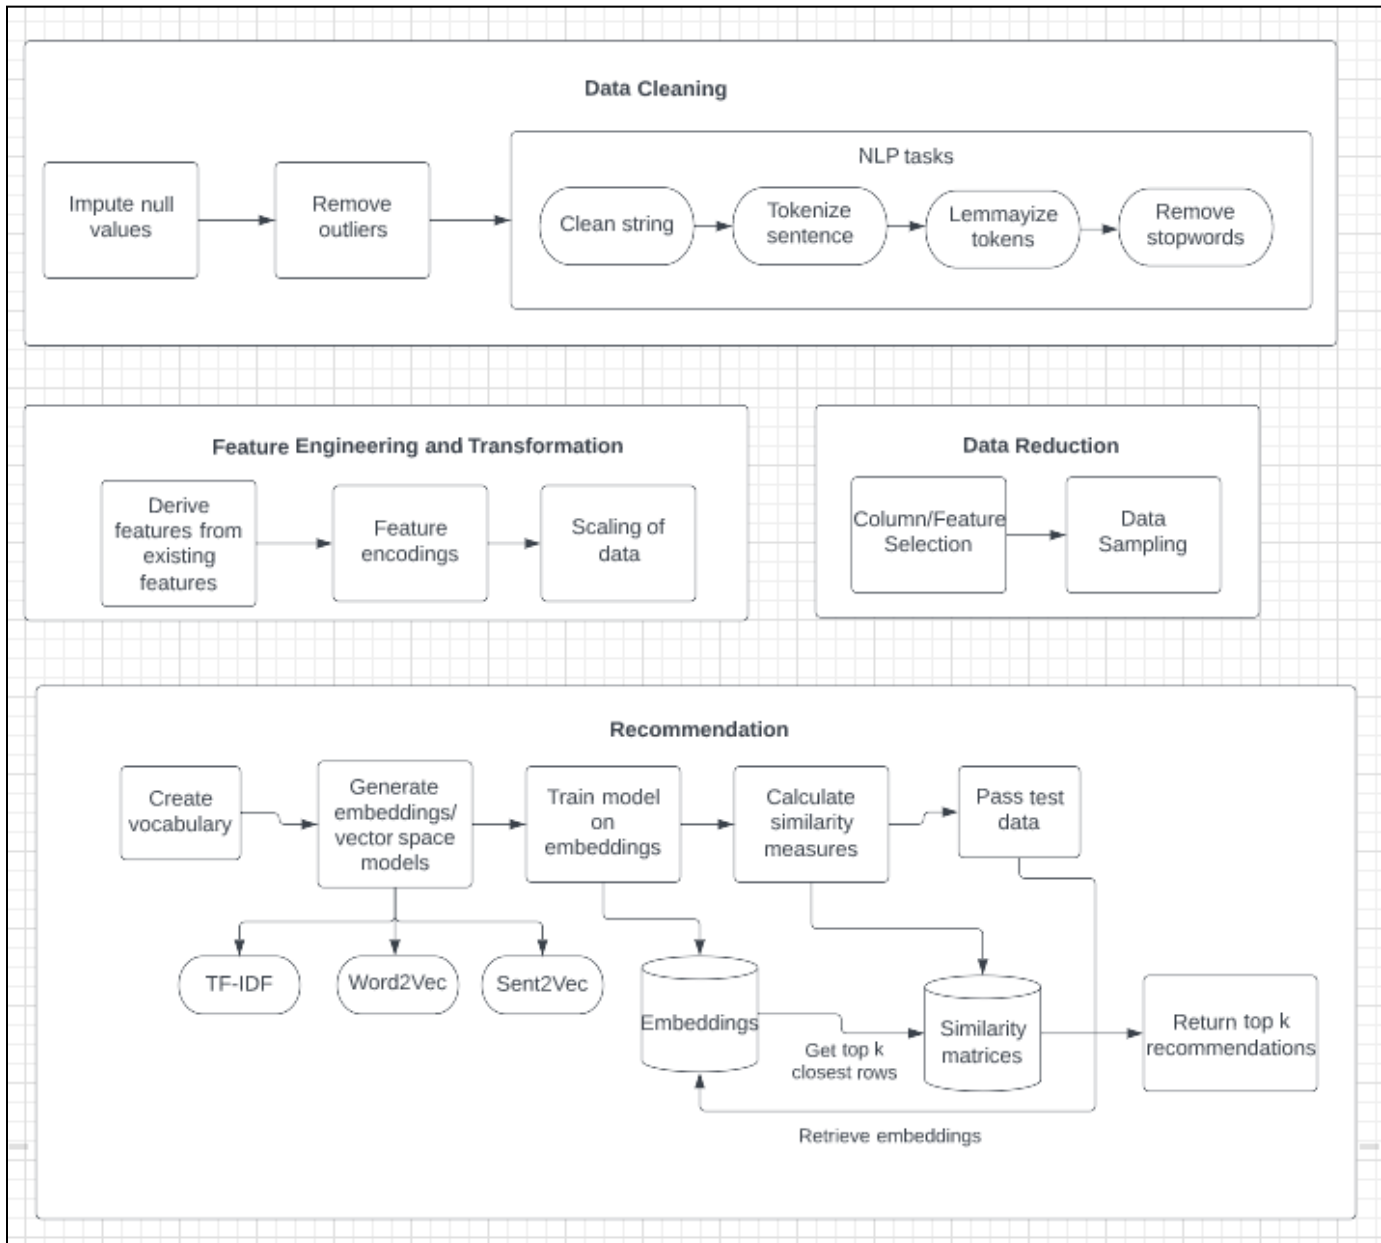 Data Cleaning
NLP tasks
Impute null
values
Remove
outliers
Clean string
Tokenize
sentence
Lemmayize
tokens
Remove
stopwords
Feature Engineering and Transformation
Derive
features from
existing
features
Feature
encodings
Scaling of
data
Data Reduction
Column/Feature
Selection
Data
Sampling
Recommendation
Create
vocabulary
Generate
embeddings/
vector space
models
Train model
on
embeddings
Calculate
similarity
measures
Pass test
data
TF-IDF
Word2Vec
Sent2Vec
Embeddings
Get top k
closest rows
Similarity
matrices
Return top k
recommendations
Retrieve embeddings